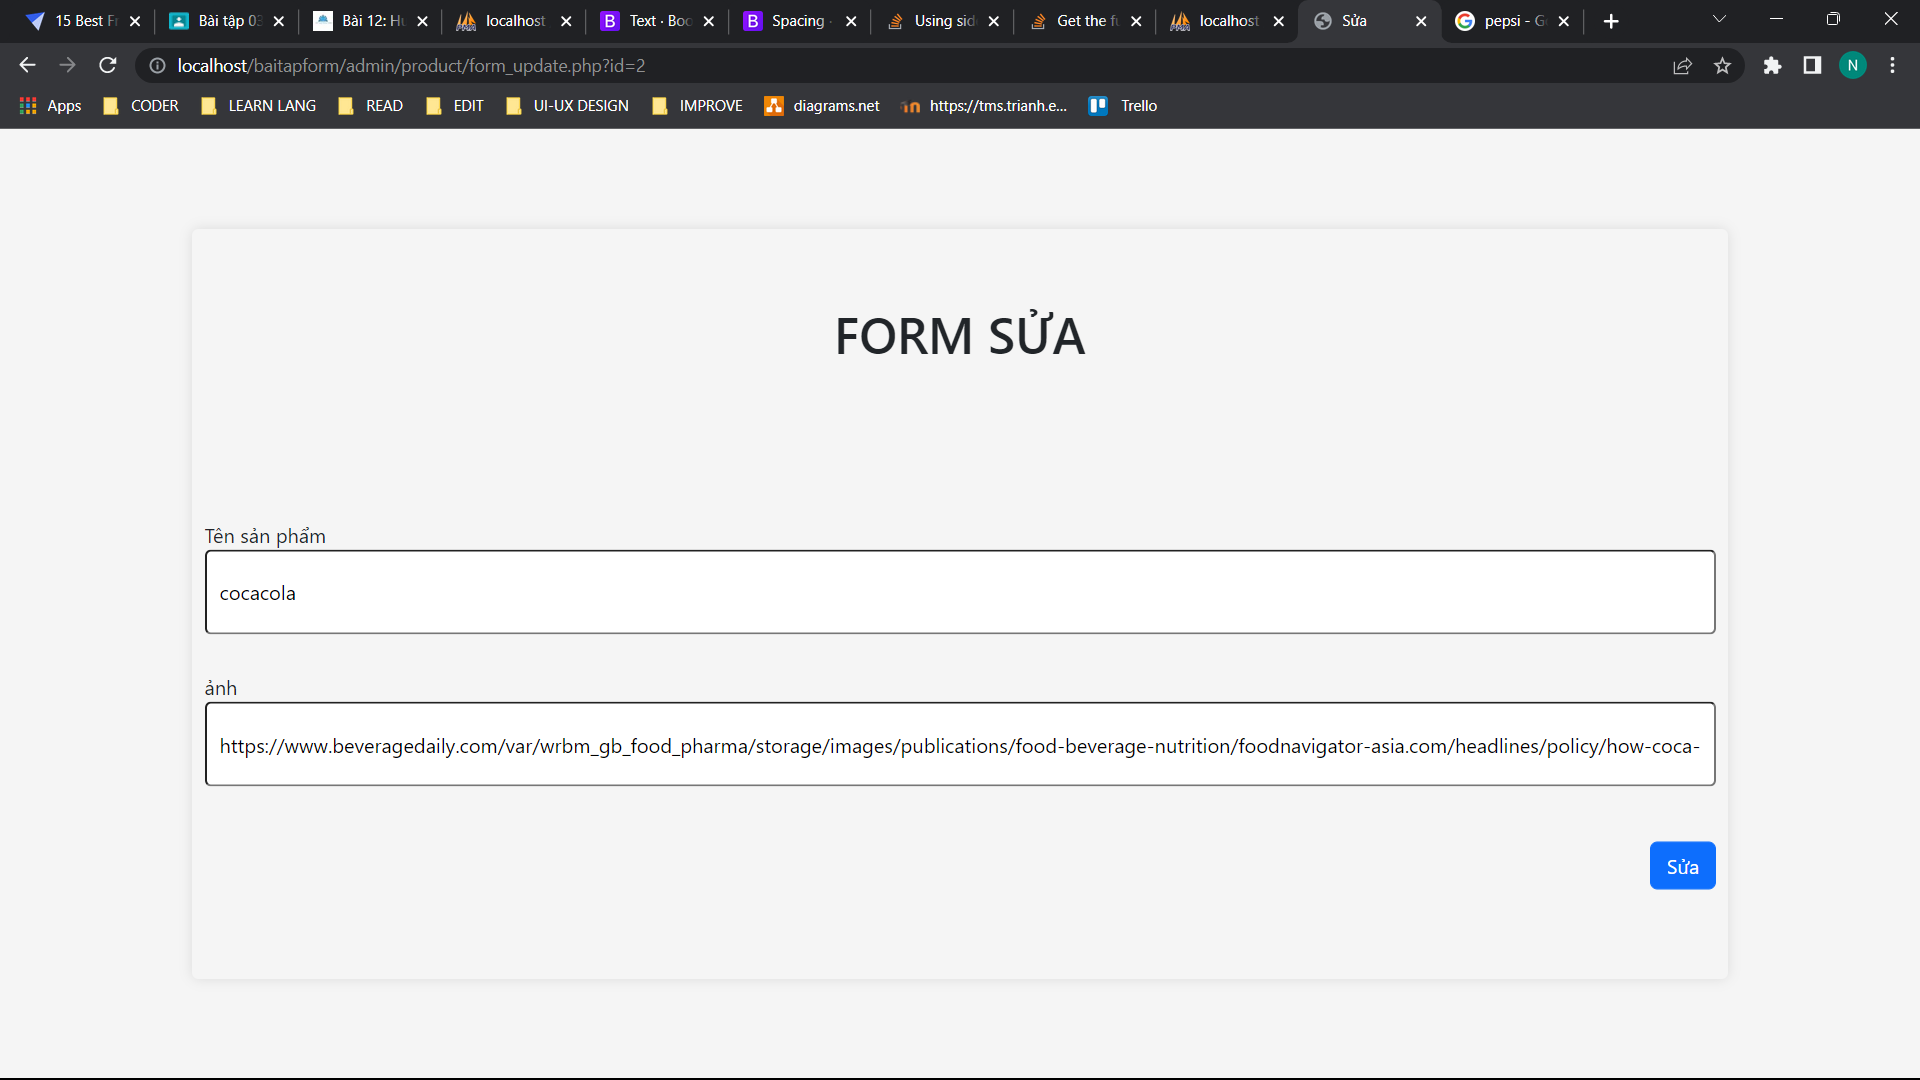 15 Best Fr
Bài tập 03
Bài 12: Hu
localhost
Text · Boo
Spacing ·
Using sid
Get the fu
localhost
Sửa
pepsi - Go
localhost/baitapform/admin/product/form_update.php?id=2
N
Apps
CODER
LEARN LANG
READ
EDIT
UI-UX DESIGN
IMPROVE
diagrams.net
https://tms.trianh.e...
Trello
FORM SỬA
Tên sản phẩm
cocacola
ảnh
https://www.beveragedaily.com/var/wrbm_gb_food_pharma/storage/images/publications/food-beverage-nutrition/foodnavigator-asia.com/headlines/policy/how-coca-
Sửa